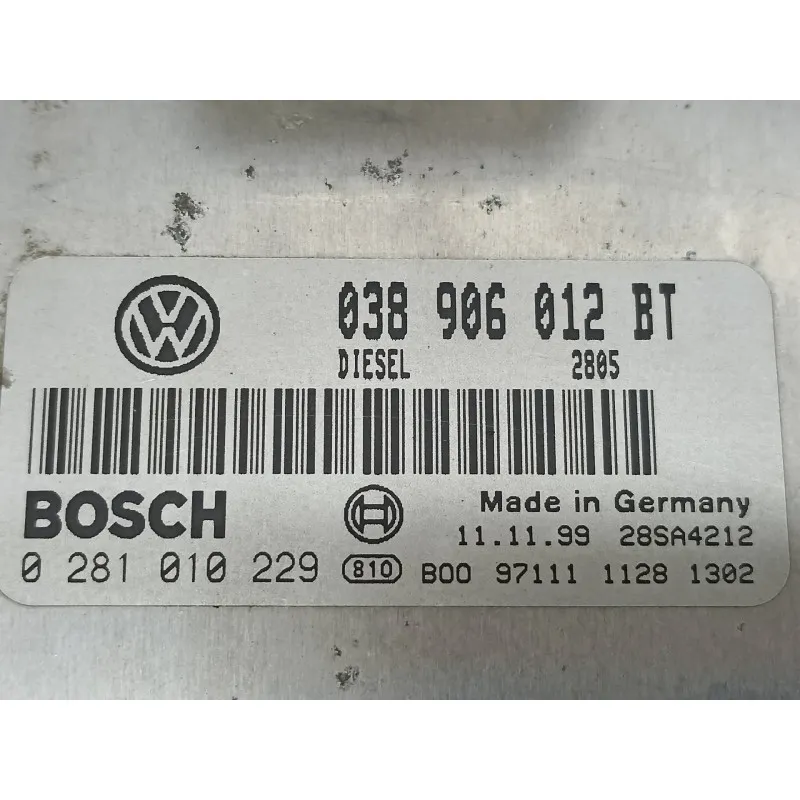 VW 038 906 012 BT
DIESEL 2805
BOSCH Made in Germany
11.11.99 28SA4212
0 281 010 229 810 B00 97111 1128 1302